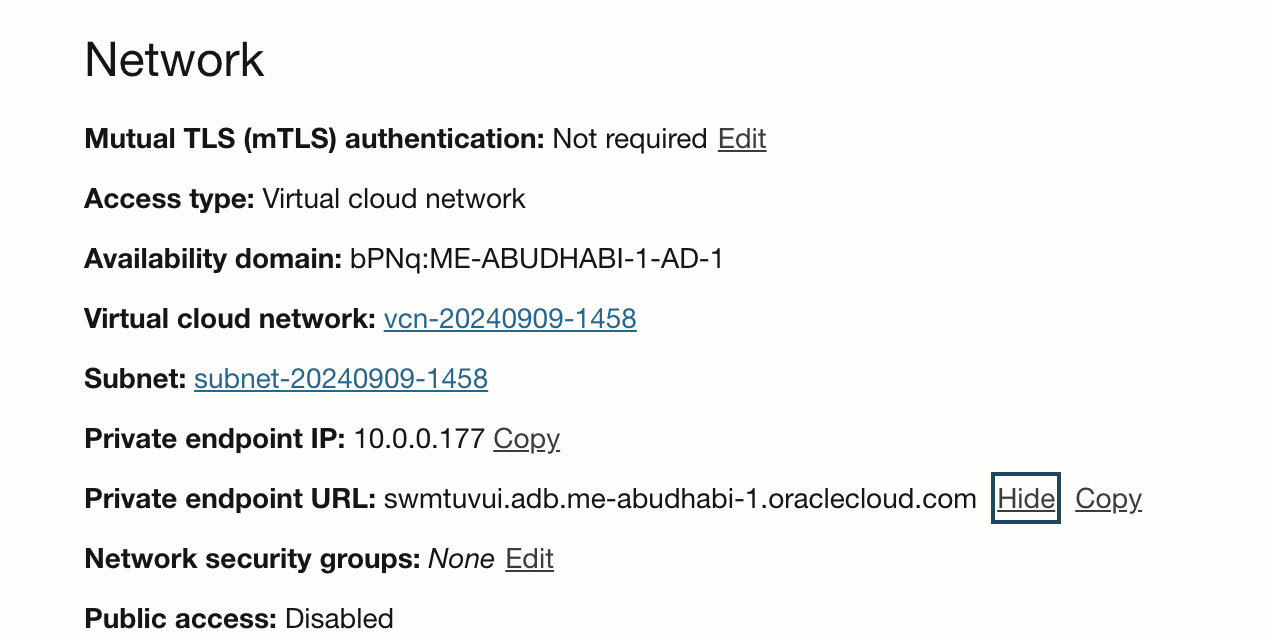 Network
Mutual TLS (mTLS) authentication: Not required Edit
Access type: Virtual cloud network
Availability domain: bPNq:ME-ABUDHABI-1-AD-1
Virtual cloud network: vcn-20240909-1458
Subnet: subnet-20240909-1458
Private endpoint IP: 10.0.0.177 Copy
Private endpoint URL: swmtuvui.adb.me-abudhabi-1.oraclecloud.com Hide Copy
Network security groups: None Edit
Public access: Disabled